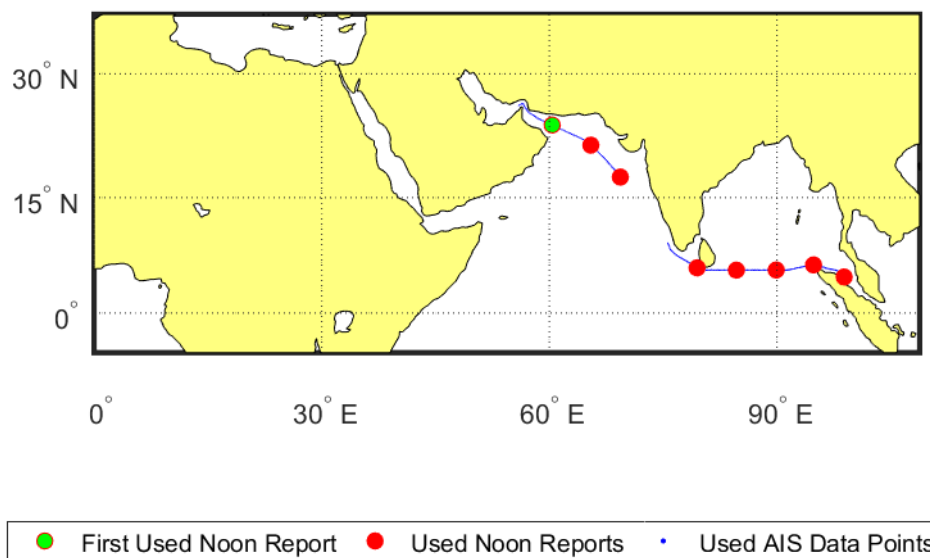 30° N
15° N
0°
0° 30° E 60° E 90° E
First Used Noon Report Used Noon Reports Used AIS Data Points